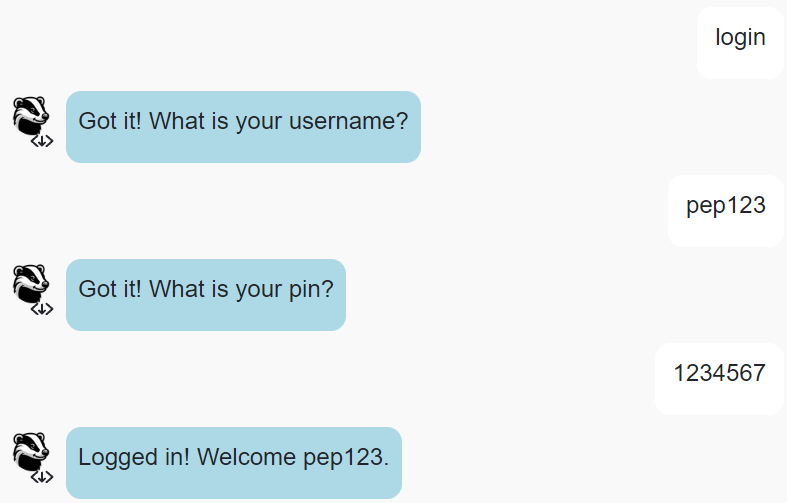 login
Got it! What is your username?
pep123
Got it! What is your pin?
1234567
Logged in! Welcome pep123.